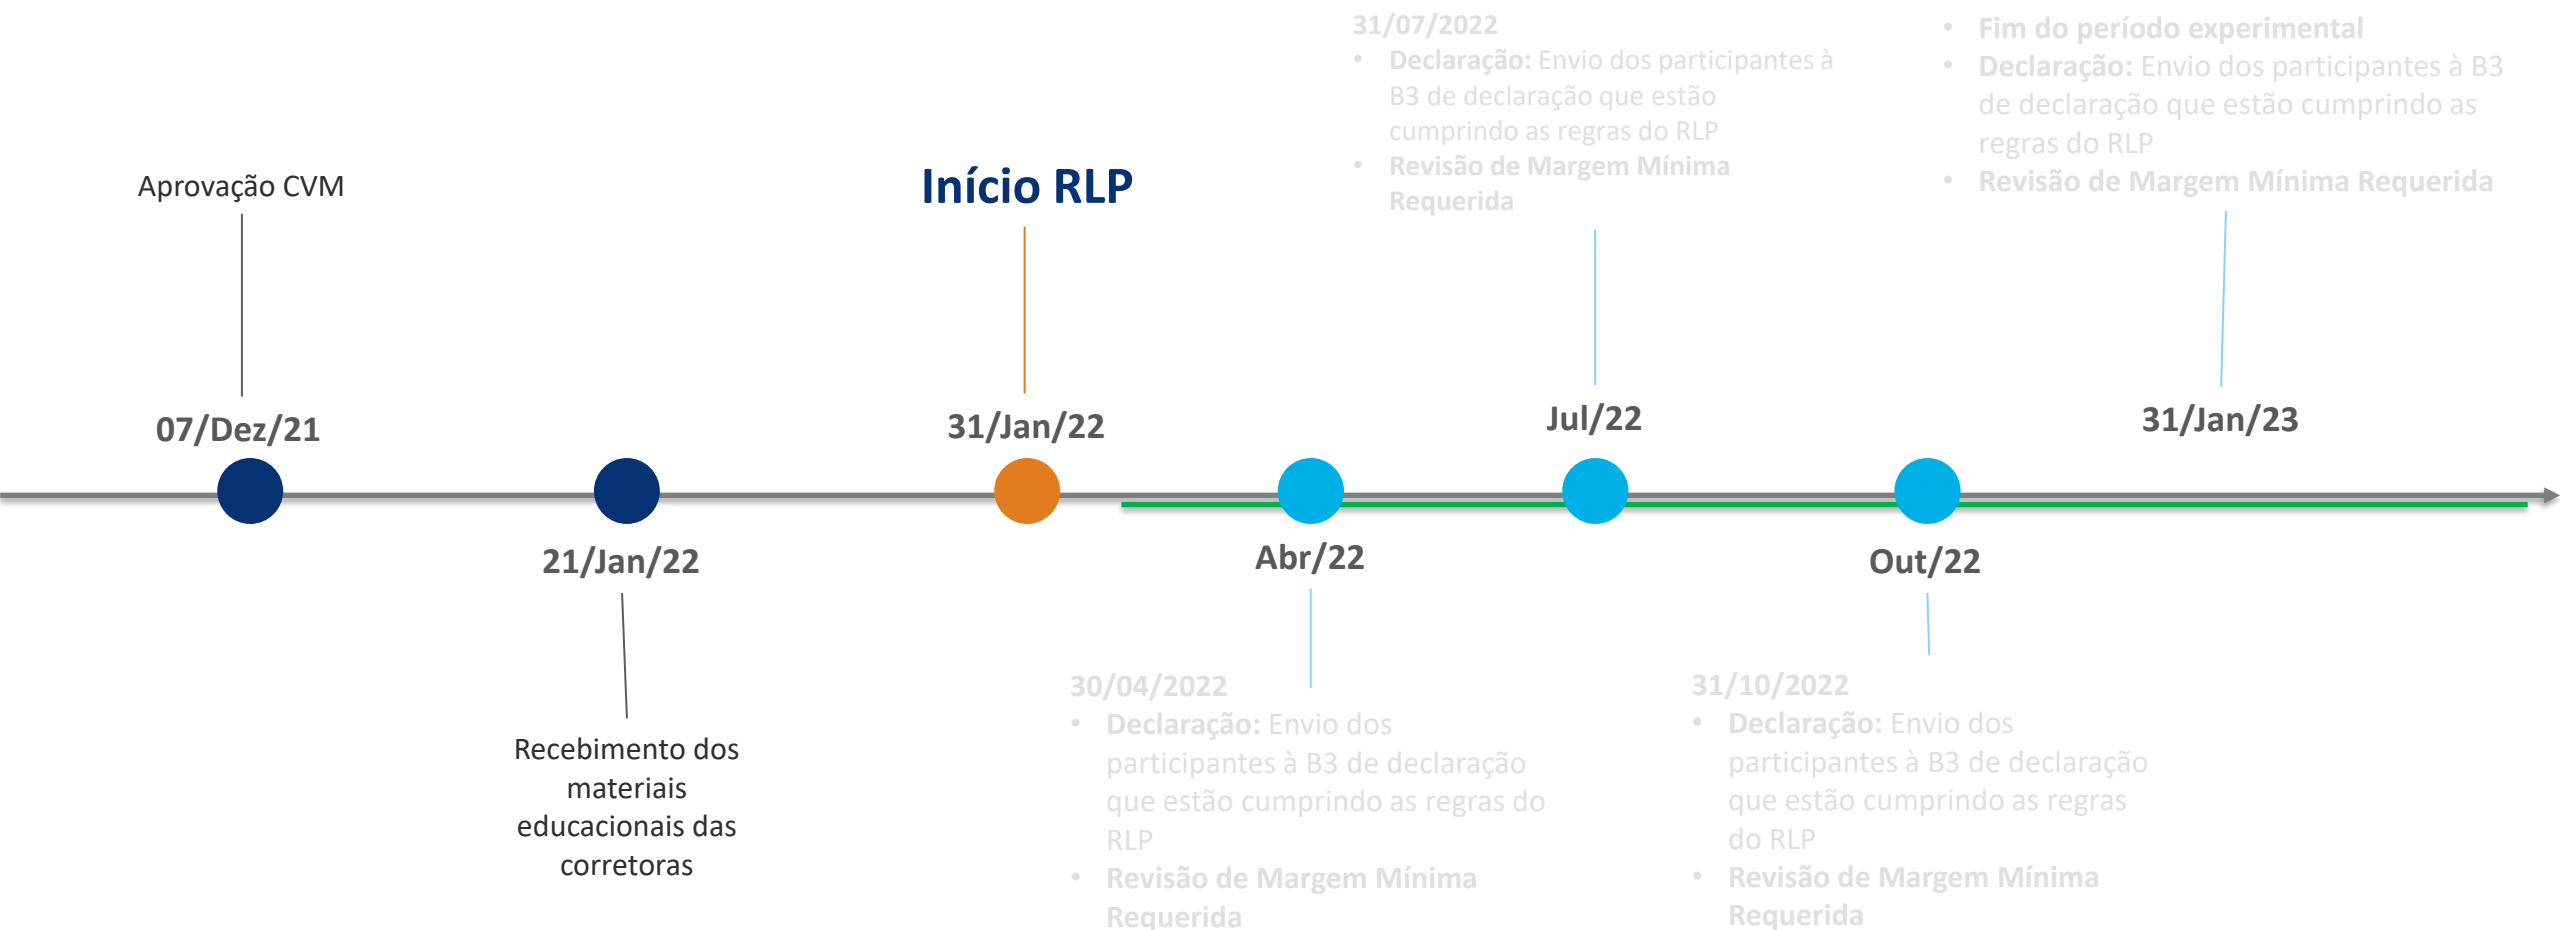 Aprovação CVM
07/Dez/21
21/Jan/22
Recebimento dos
materiais
educacionais das
corretoras
Início RLP
31/Jan/22
Abr/22
30/04/2022
• Declaração: Envio dos
participantes à B3 de declaração
que estão cumprindo as regras do
RLP
• Revisão de Margem Mínima
Requerida
31/07/2022
• Declaração: Envio dos participantes à
B3 de declaração que estão
cumprindo as regras do RLP
• Revisão de Margem Mínima
Requerida
Jul/22
Out/22
31/10/2022
• Declaração: Envio dos
participantes à B3 de declaração
que estão cumprindo as regras
do RLP
• Revisão de Margem Mínima
Requerida
• Fim do período experimental
• Declaração: Envio dos participantes à B3
de declaração que estão cumprindo as
regras do RLP
• Revisão de Margem Mínima Requerida
31/Jan/23